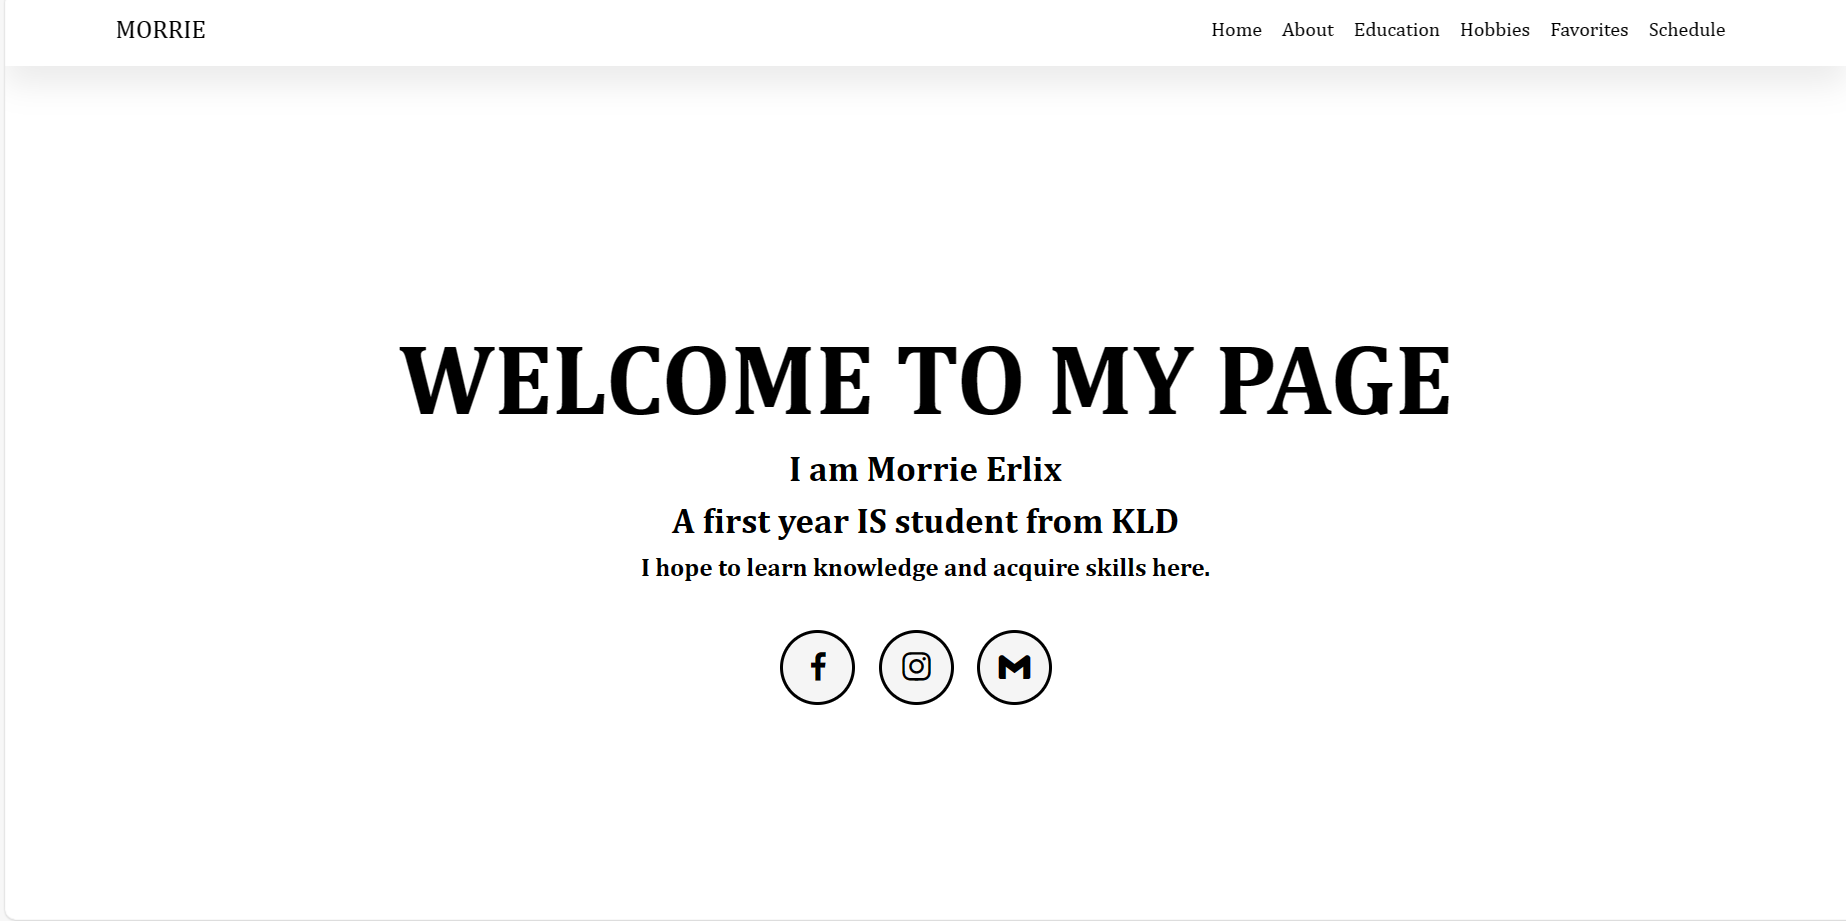 MORRIE
Home About Education Hobbies Favorites Schedule
WELCOME TO MY PAGE
I am Morrie Erlix
A first year IS student from KLD
I hope to learn knowledge and acquire skills here.